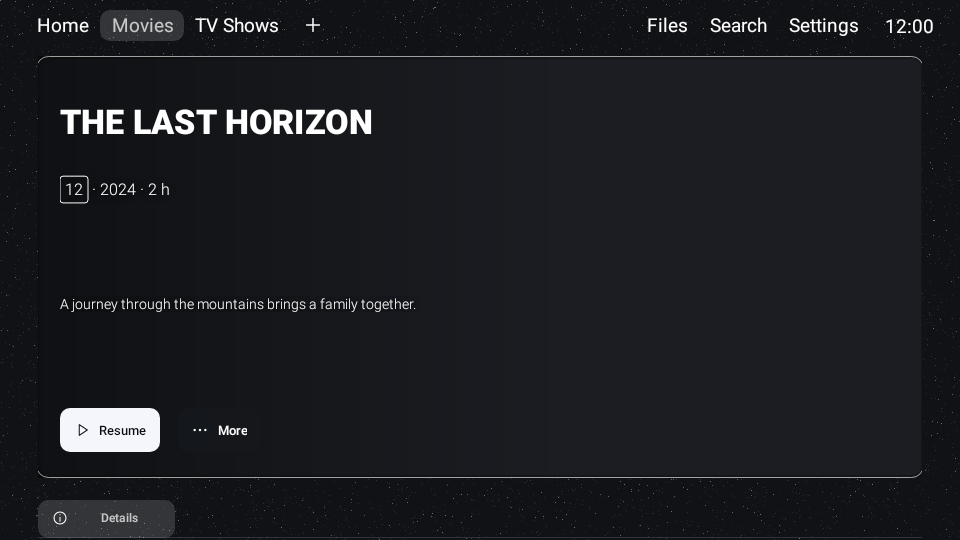 Home Movies TV Shows + Files Search Settings 12:00
THE LAST HORIZON
12 · 2024 · 2 h
A journey through the mountains brings a family together.
Resume ··· More
Details